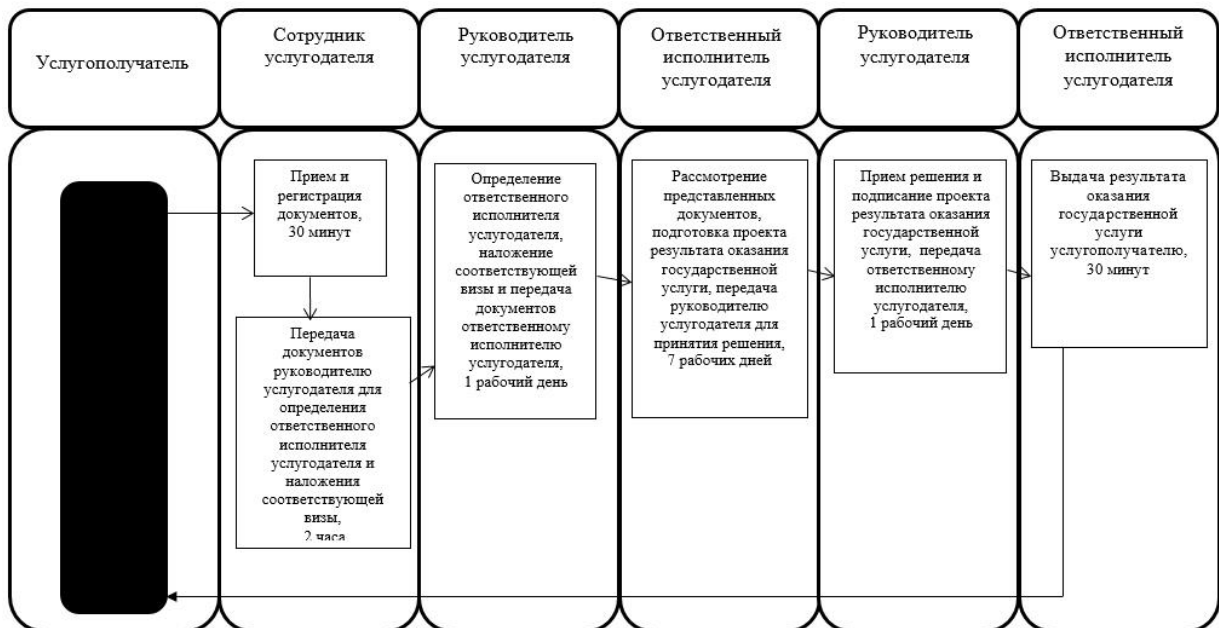 Услугополучатель
Сотрудник
услугодателя
Руководитель
услугодателя
Ответственный
исполнитель
услугодателя
Руководитель
услугодателя
Ответственный
исполнитель
услугодателя
Прием и
регистрация
документов,
30 минут
Передача
документов
руководителю
услугодателя для
определения
ответственного
исполнителя
услугодателя и
наложения
соответствующей
визы,
2 часа
Определение
ответственного
исполнителя
услугодателя,
наложение
соответствующей
визы и передача
документов
ответственному
исполнителю
услугодателя,
1 рабочий день
Рассмотрение
представленных
документов,
подготовка проекта
результата оказания
государственной
услуги, передача
руководителю
услугодателя для
принятия решения,
7 рабочих дней
Прием решения и
подписание проекта
результата оказания
государственной
услуги, передача
ответственному
исполнителю
услугодателя,
1 рабочий день
Выдача результата
оказания
государственной
услуги
услугополучателю,
30 минут